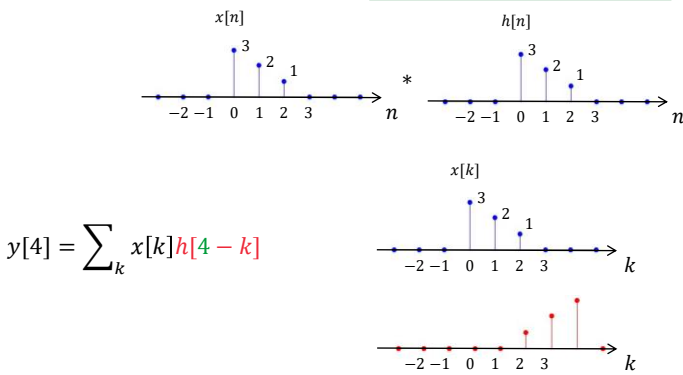 x[n] h[n]
3 2 1 * 3 2 1
−2 −1 0 1 2 3 n −2 −1 0 1 2 3 n
x[k]
3 2 1
y[4] = ∑ₖ x[k]h[4 − k]
−2 −1 0 1 2 3 k
−2 −1 0 1 2 3 k